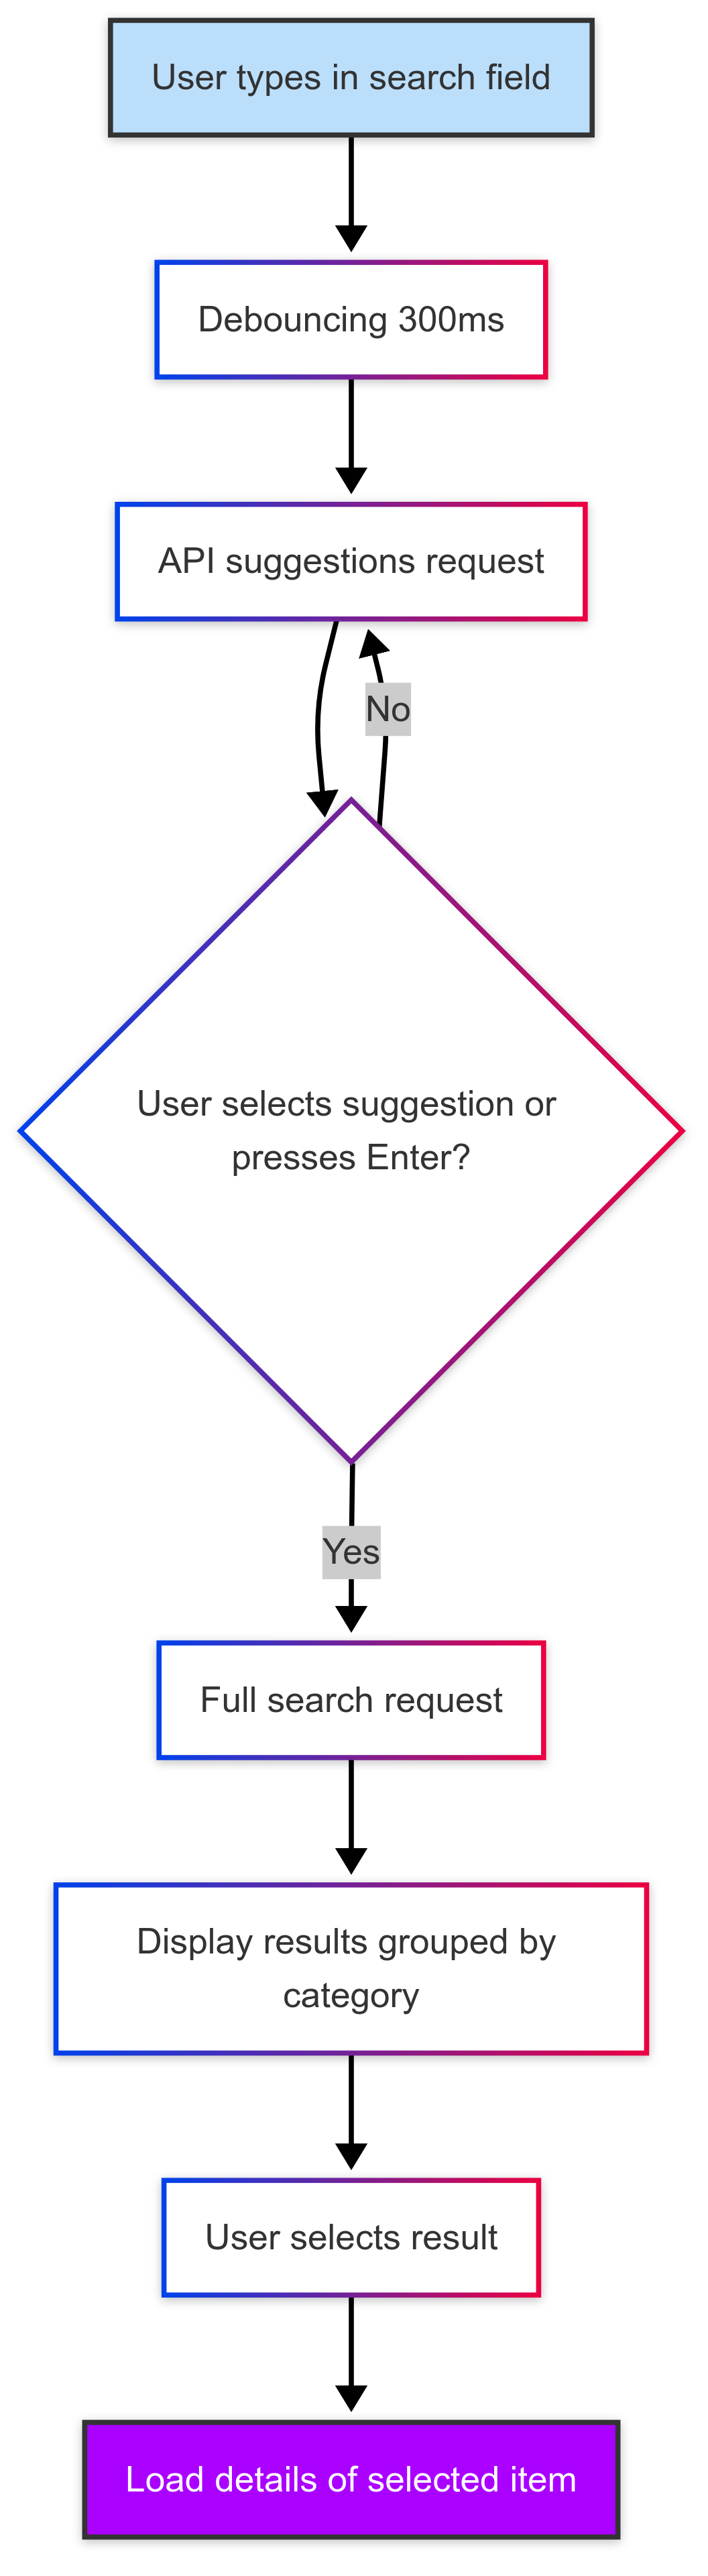 User types in search field
Debouncing 300ms
API suggestions request
No
User selects suggestion or
presses Enter?
Yes
Full search request
Display results grouped by
category
User selects result
Load details of selected item